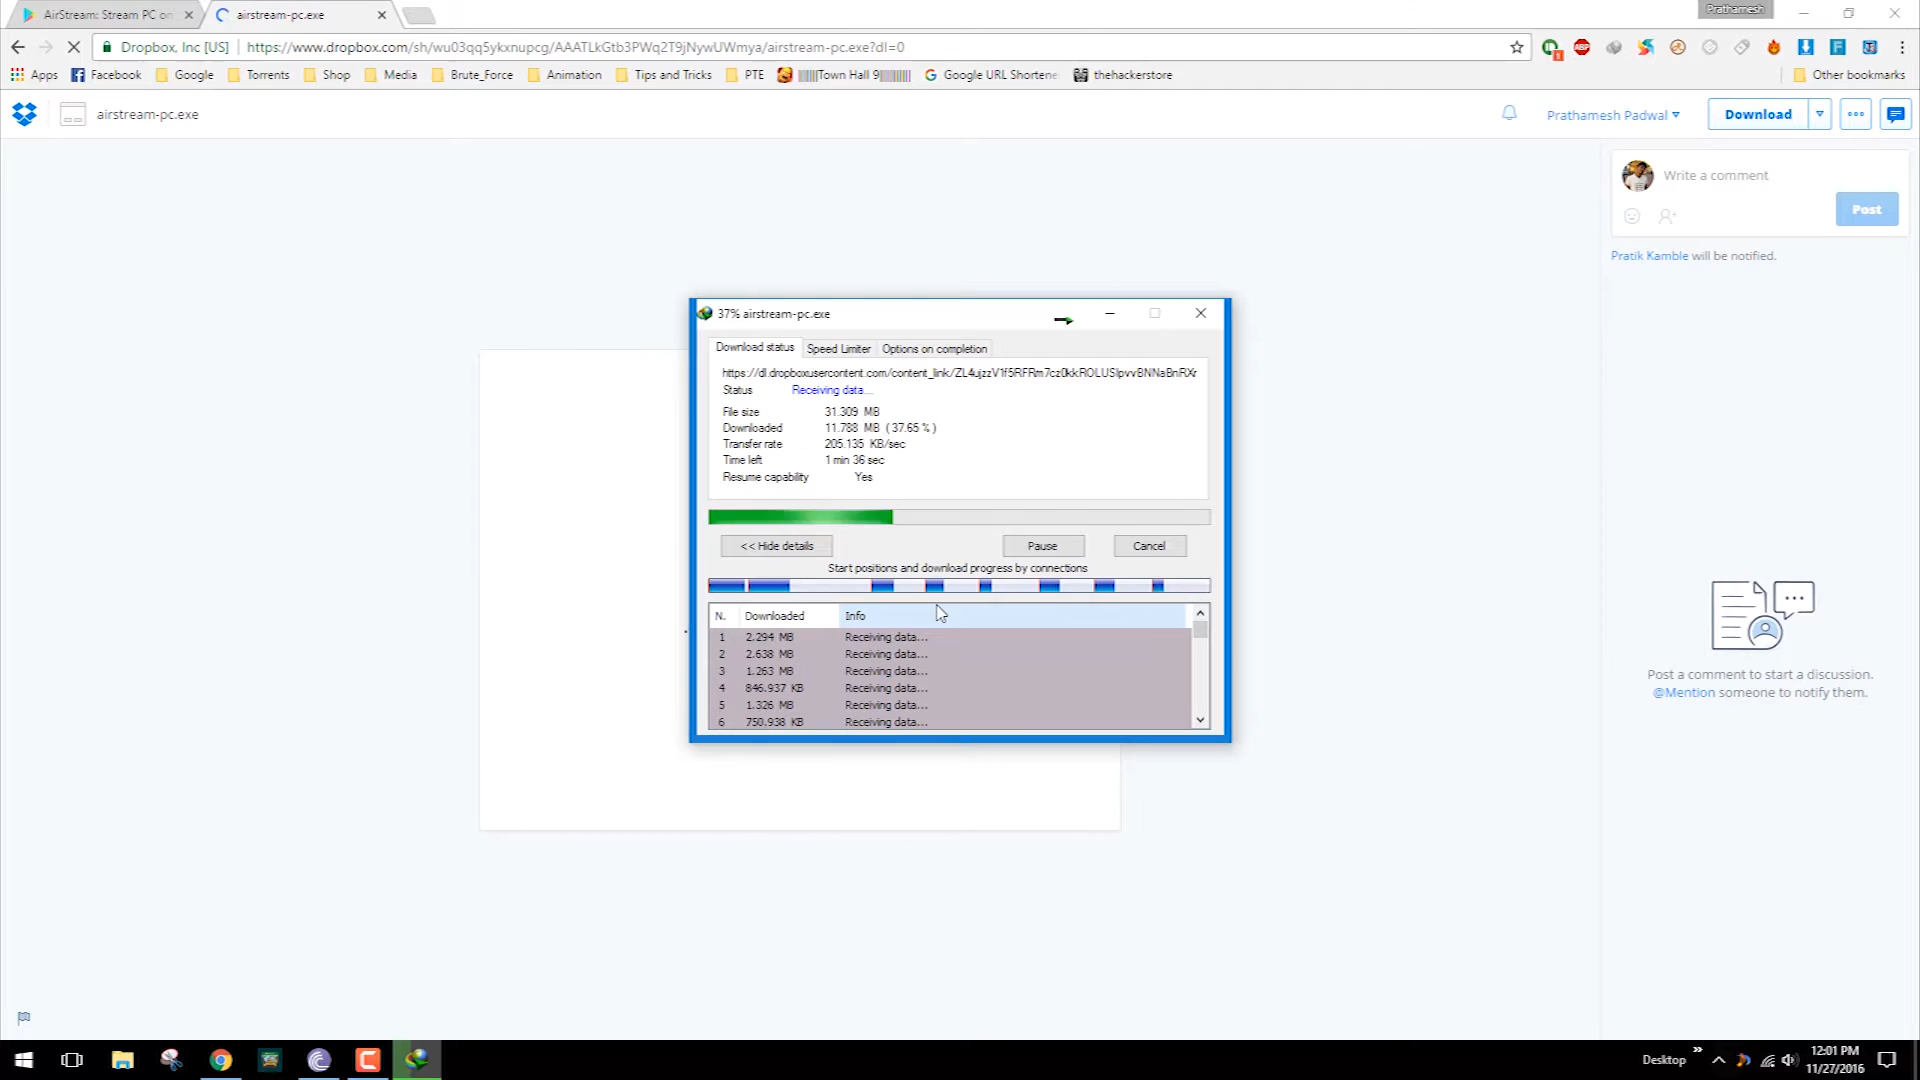 AirStream: Stream PC on
airstream-pc.exe
Prathamesh
Dropbox, Inc [US]
https://www.dropbox.com/sh/wu03qq5ykxnupcg/AAATLkGtb3PWq2T9jNywUWmya/airstream-pc.exe?dl=0
1
ABP
Apps
Facebook
Google
Torrents
Shop
Media
Brute_Force
Animation
Tips and Tricks
PTE
||||||||Town Hall 9|||||||||||
Google URL Shortene
thehackerstore
Other bookmarks
airstream-pc.exe
Prathamesh Padwal
Download
Write a comment
Post
Pratik Kamble will be notified.
37% airstream-pc.exe
Download status
Speed Limiter
Options on completion
Status Receiving data...
File size 31.309 MB
Downloaded 11.788 MB ( 37.65 % )
Transfer rate 205.135 KB/sec
Time left 1 min 36 sec
Resume capability Yes
<< Hide details
Pause
Cancel
Start positions and download progress by connections
N. Downloaded Info
1 2.294 MB Receiving data...
2 2.638 MB Receiving data...
3 1.263 MB Receiving data...
4 846.937 KB Receiving data...
5 1.326 MB Receiving data...
6 750.938 KB Receiving data...
Post a comment to start a discussion.
@Mention someone to notify them.
Desktop
12:01 PM
11/27/2016